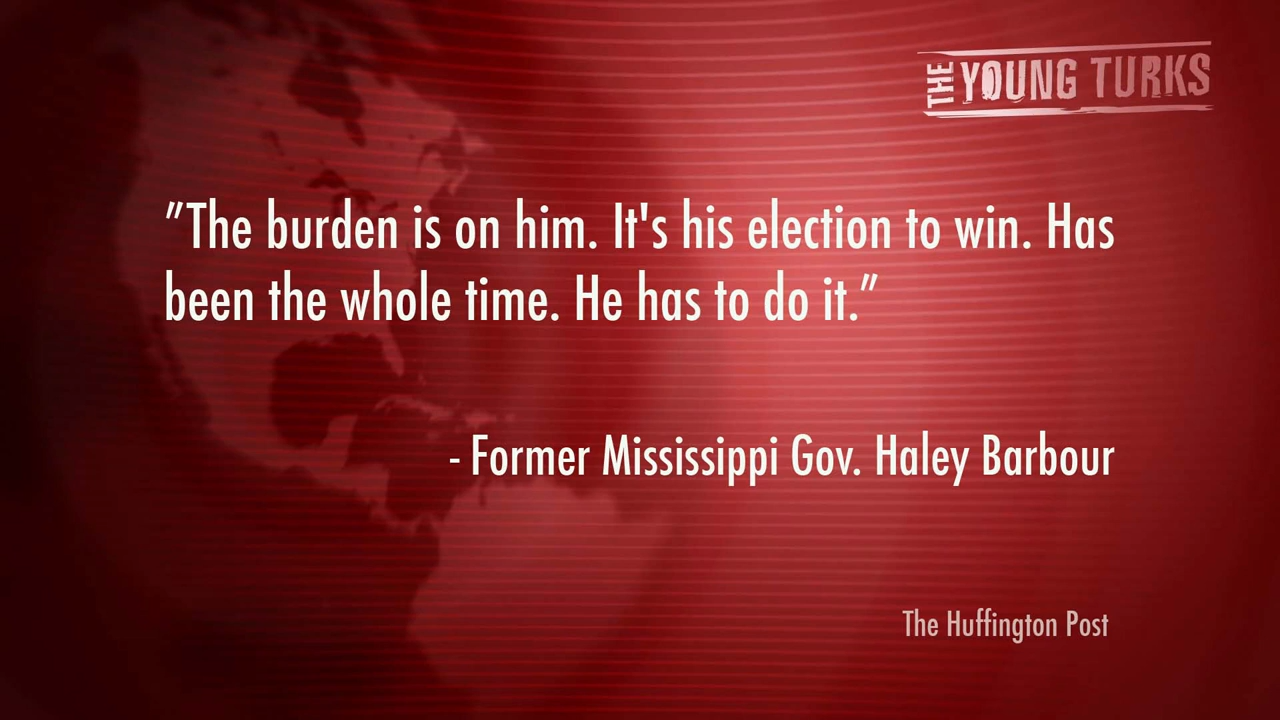 THE YOUNG TURKS
"The burden is on him. It's his election to win. Has
been the whole time. He has to do it."
- Former Mississippi Gov. Haley Barbour
The Huffington Post